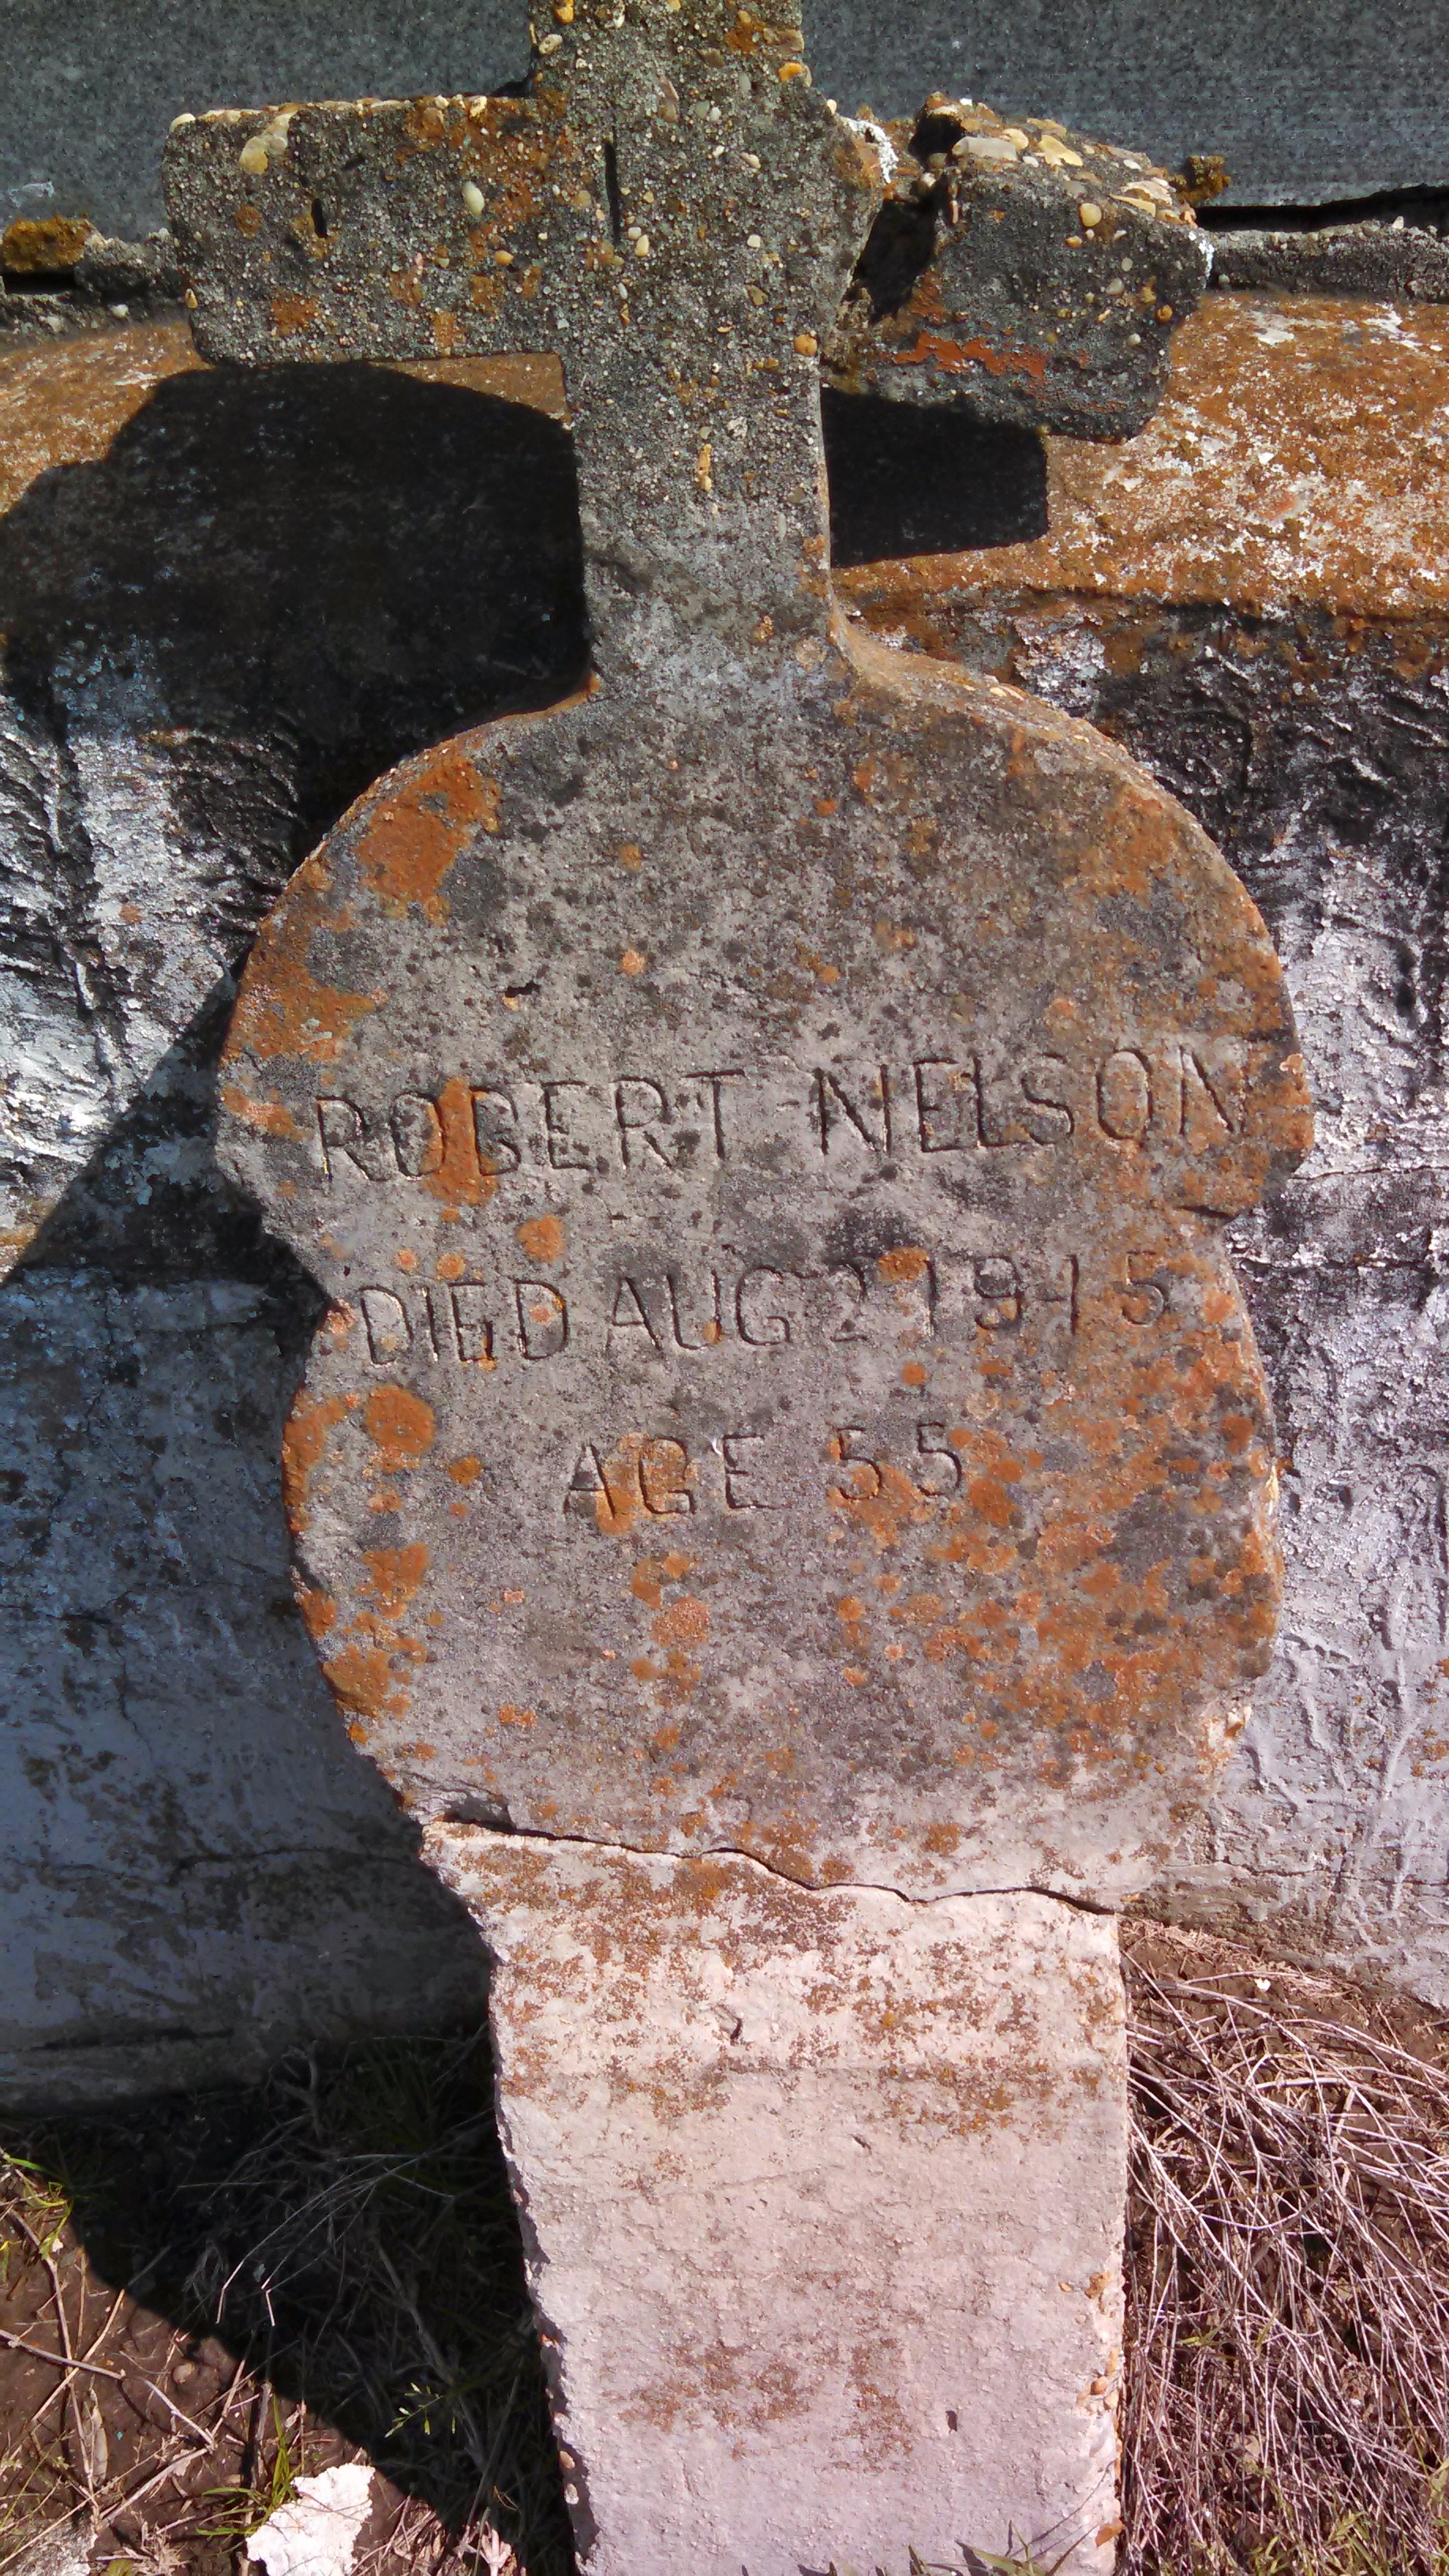 ROBERT NELSON
DIED AUG 2 1945
AGE 55